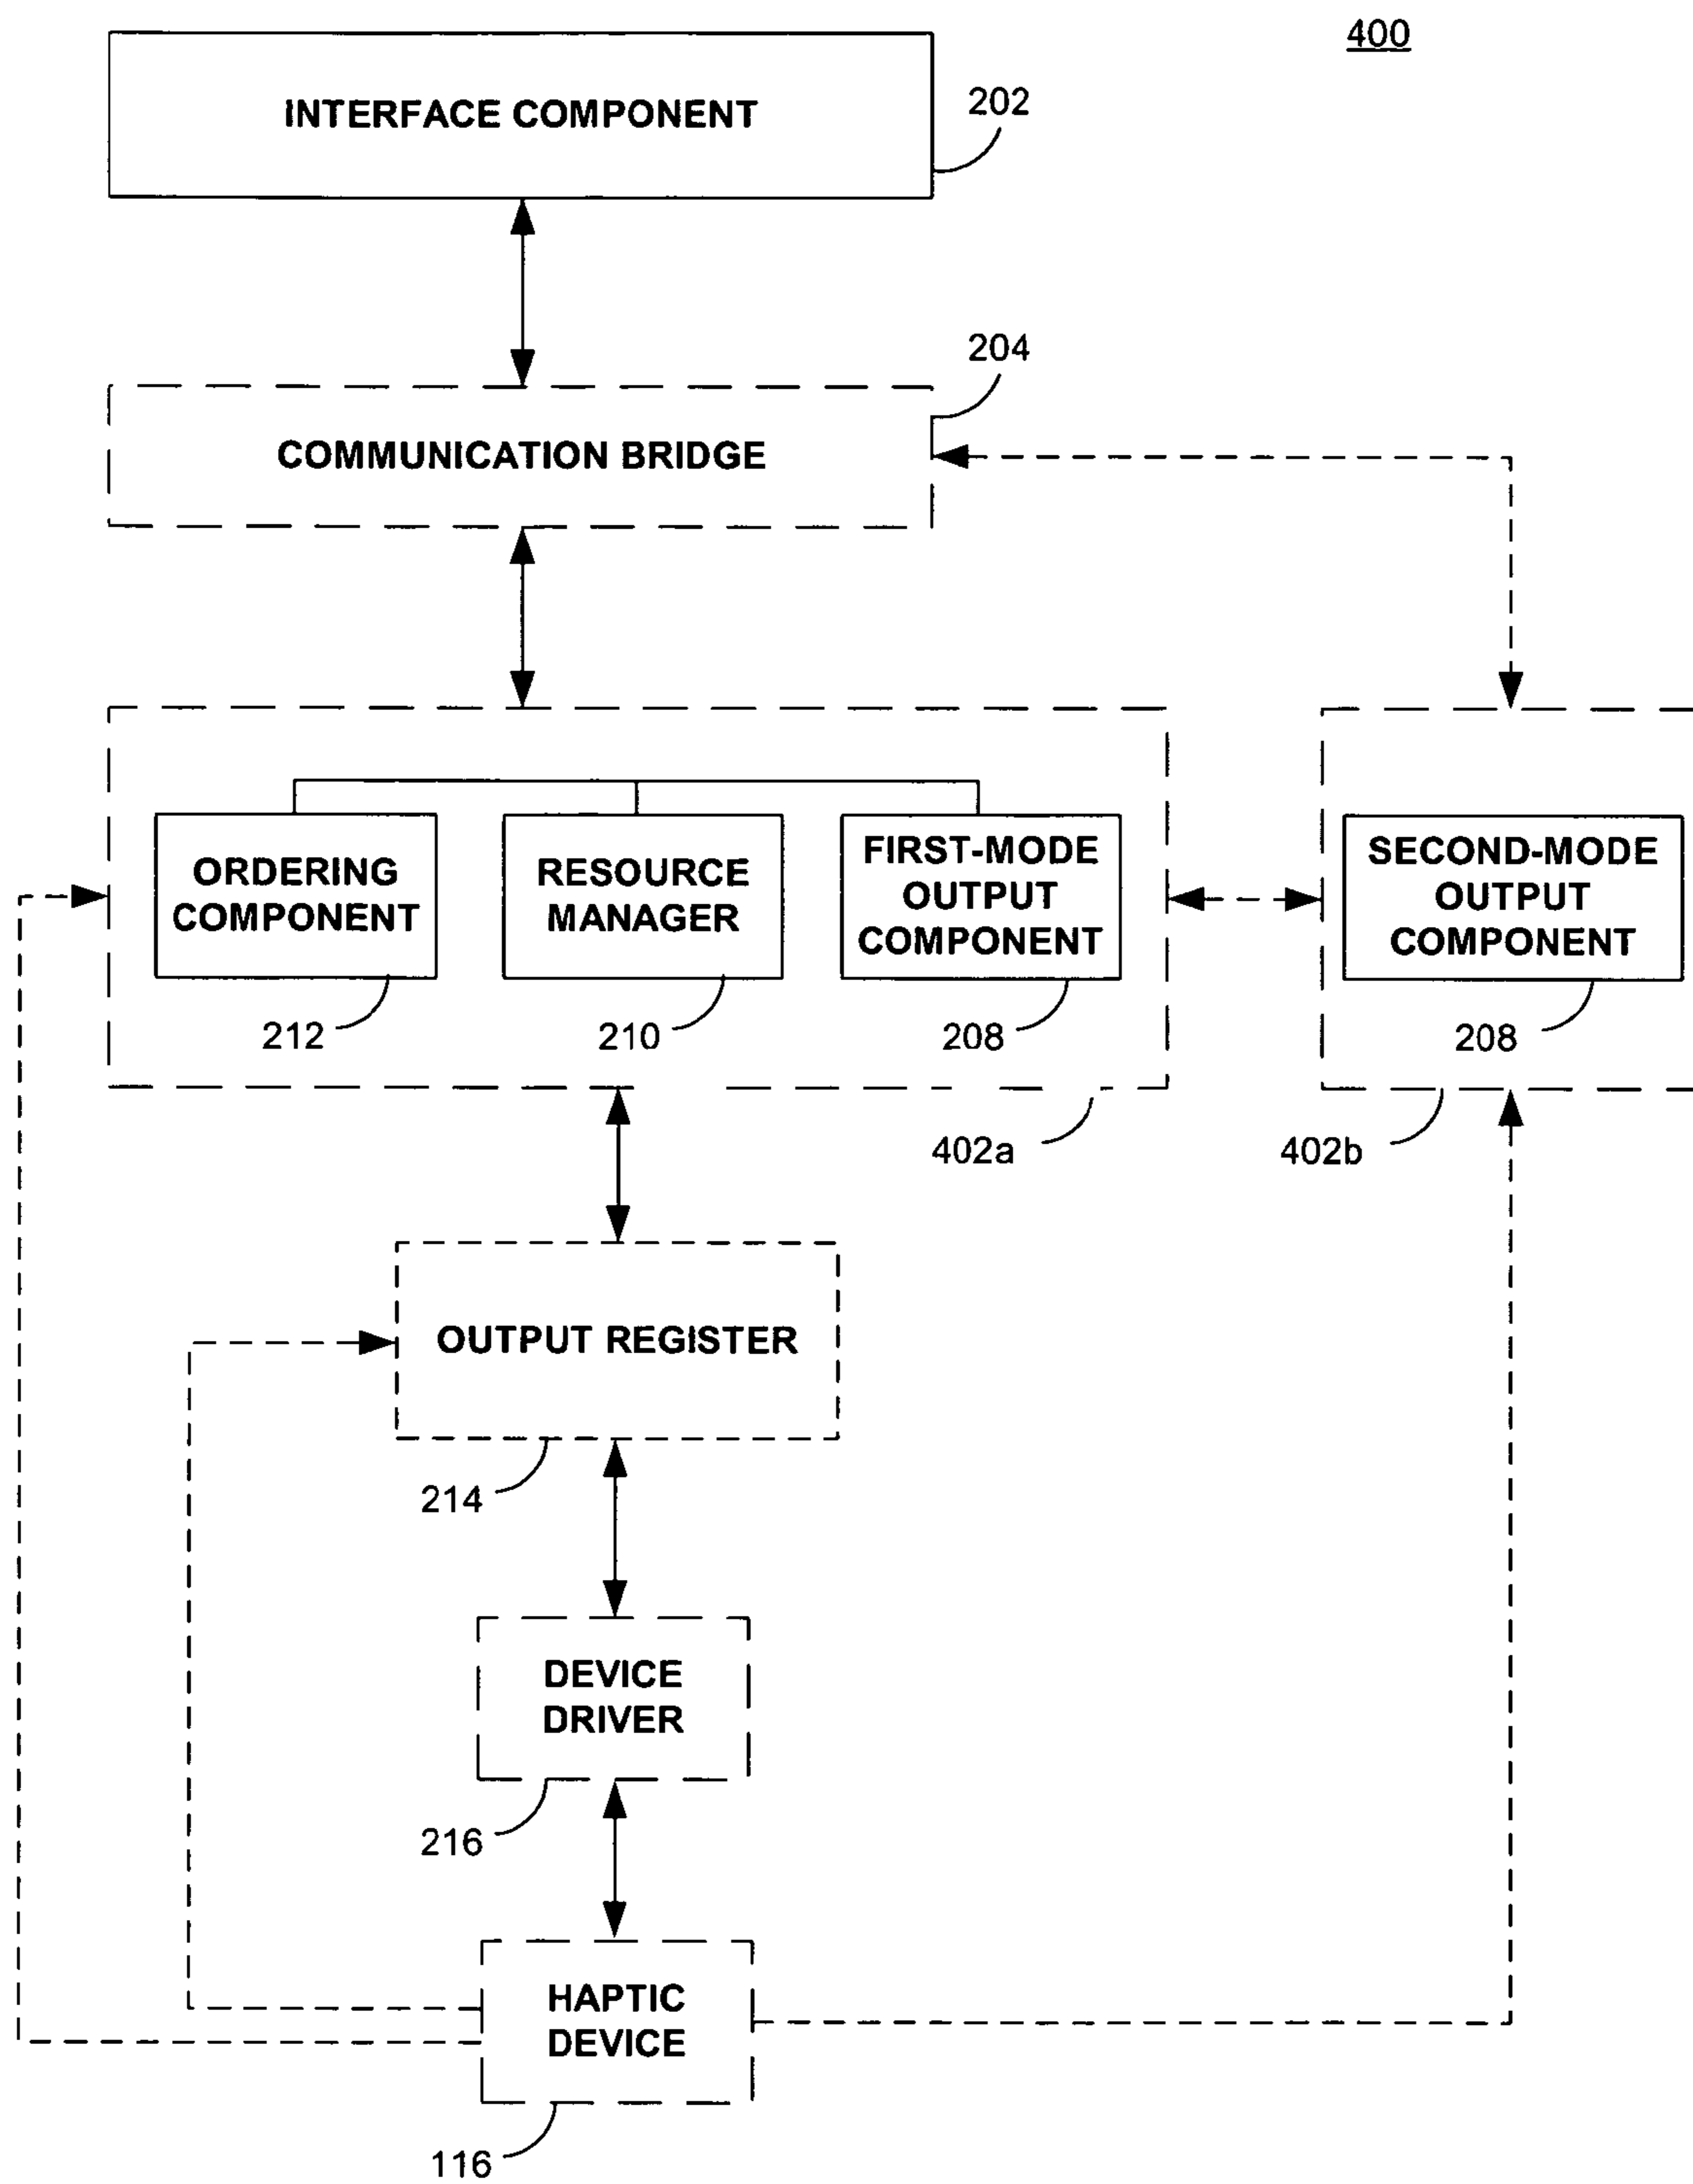 400
INTERFACE COMPONENT
202
204
COMMUNICATION BRIDGE
ORDERING
COMPONENT
RESOURCE
MANAGER
FIRST-MODE
OUTPUT
COMPONENT
SECOND-MODE
OUTPUT
COMPONENT
212
210
208
208
402a
402b
OUTPUT REGISTER
214
DEVICE
DRIVER
216
HAPTIC
DEVICE
116